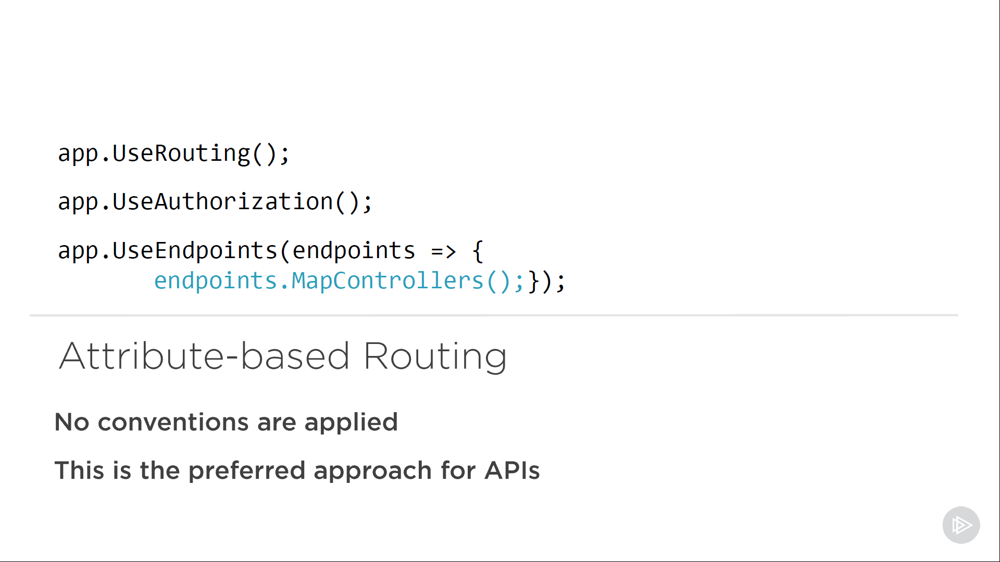 app.UseRouting();
app.UseAuthorization();
app.UseEndpoints(endpoints => {
endpoints.MapControllers();});
Attribute-based Routing
No conventions are applied
This is the preferred approach for APIs